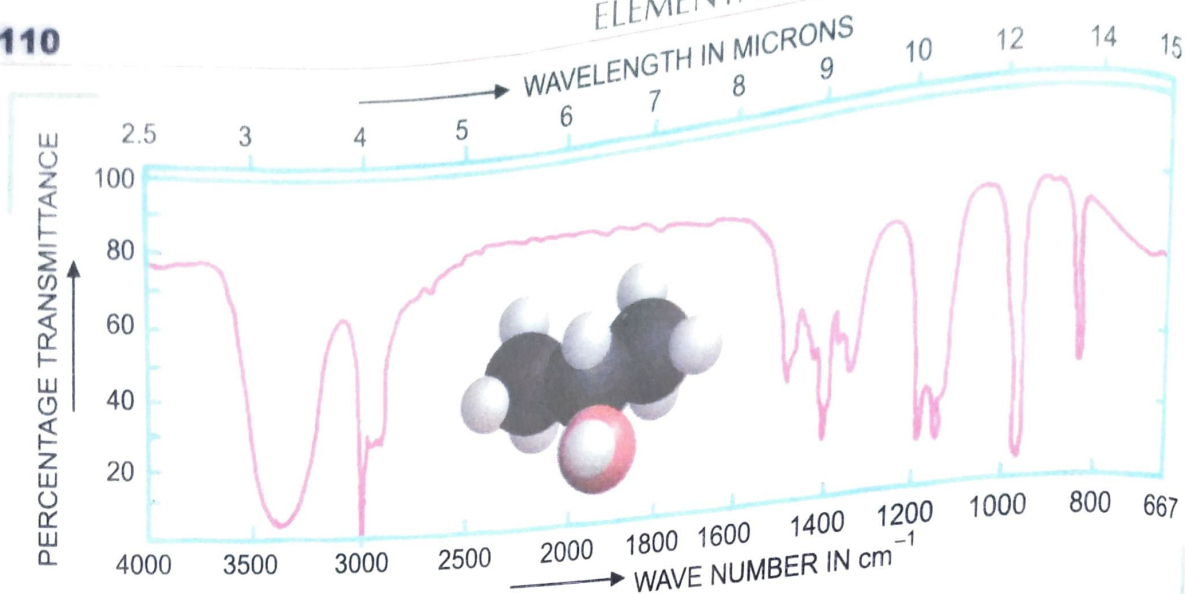 110
WAVELENGTH IN MICRONS
2.5 3 4 5 6 7 8 9 10 12 14 15
PERCENTAGE TRANSMITTANCE
100
80
60
40
20
4000 3500 3000 2500 2000 1800 1600 1400 1200 1000 800 667
WAVE NUMBER IN cm⁻¹